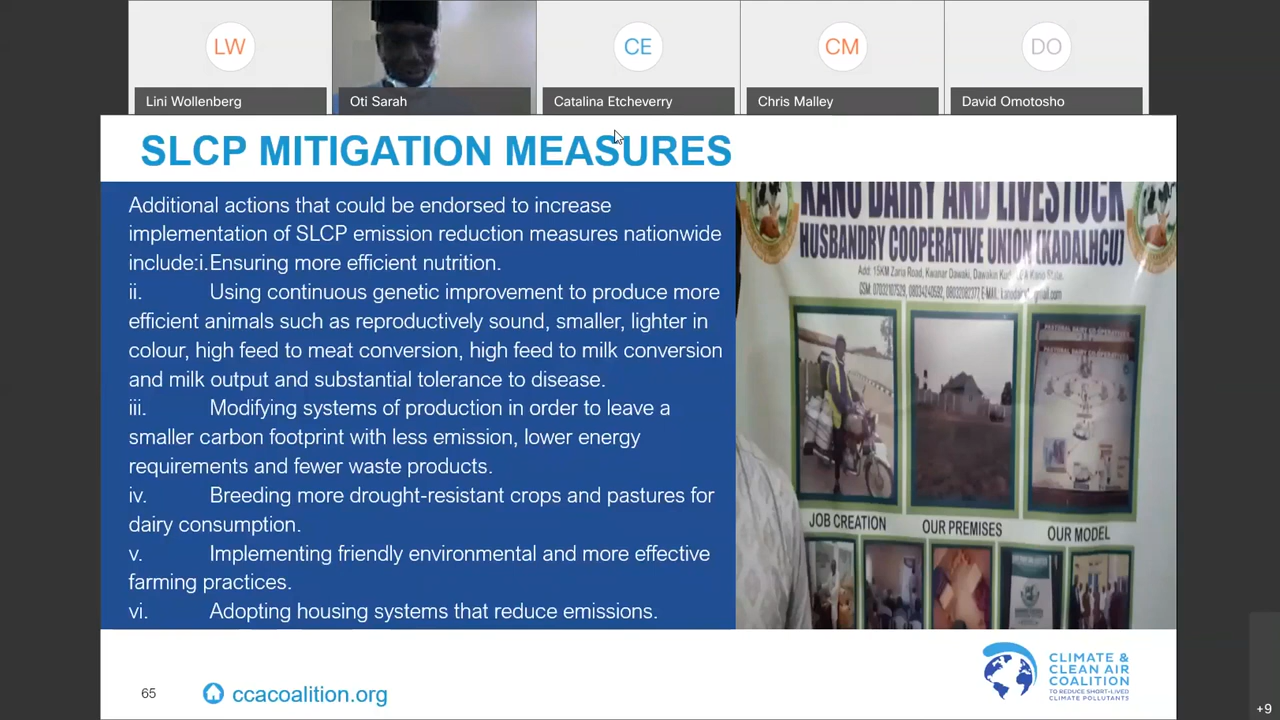 LW
CE
CM
DO
Lini Wollenberg
Oti Sarah
Catalina Etcheverry
Chris Malley
David Omotosho
SLCP MITIGATION MEASURES
Additional actions that could be endorsed to increase
implementation of SLCP emission reduction measures nationwide
include:i.Ensuring more efficient nutrition.
ii. Using continuous genetic improvement to produce more
efficient animals such as reproductively sound, smaller, lighter in
colour, high feed to meat conversion, high feed to milk conversion
and milk output and substantial tolerance to disease.
iii. Modifying systems of production in order to leave a
smaller carbon footprint with less emission, lower energy
requirements and fewer waste products.
iv. Breeding more drought-resistant crops and pastures for
dairy consumption.
v. Implementing friendly environmental and more effective
farming practices.
vi. Adopting housing systems that reduce emissions.
KANO DAIRY AND LIVESTOCK
HUSBANDRY COOPERATIVE UNION (KADALHCU)
Add: 15KM Zaria Road, Kwanar Dawaki, Dawakin
JOB CREATION
OUR PREMISES
OUR MODEL
65
ccacoalition.org
CLIMATE &
CLEAN AIR
COALITION
TO REDUCE SHORT-LIVED
CLIMATE POLLUTANTS
+9